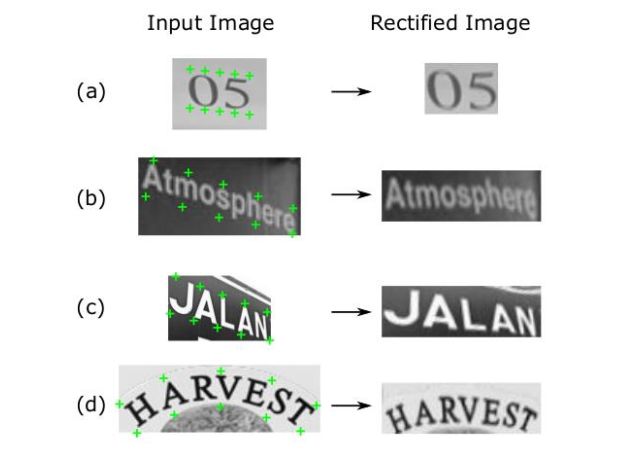 Input Image Rectified Image
(a) 05 05
(b) Atmosphere Atmosphere
(c) JALAN JALAN
(d) HARVEST HARVEST